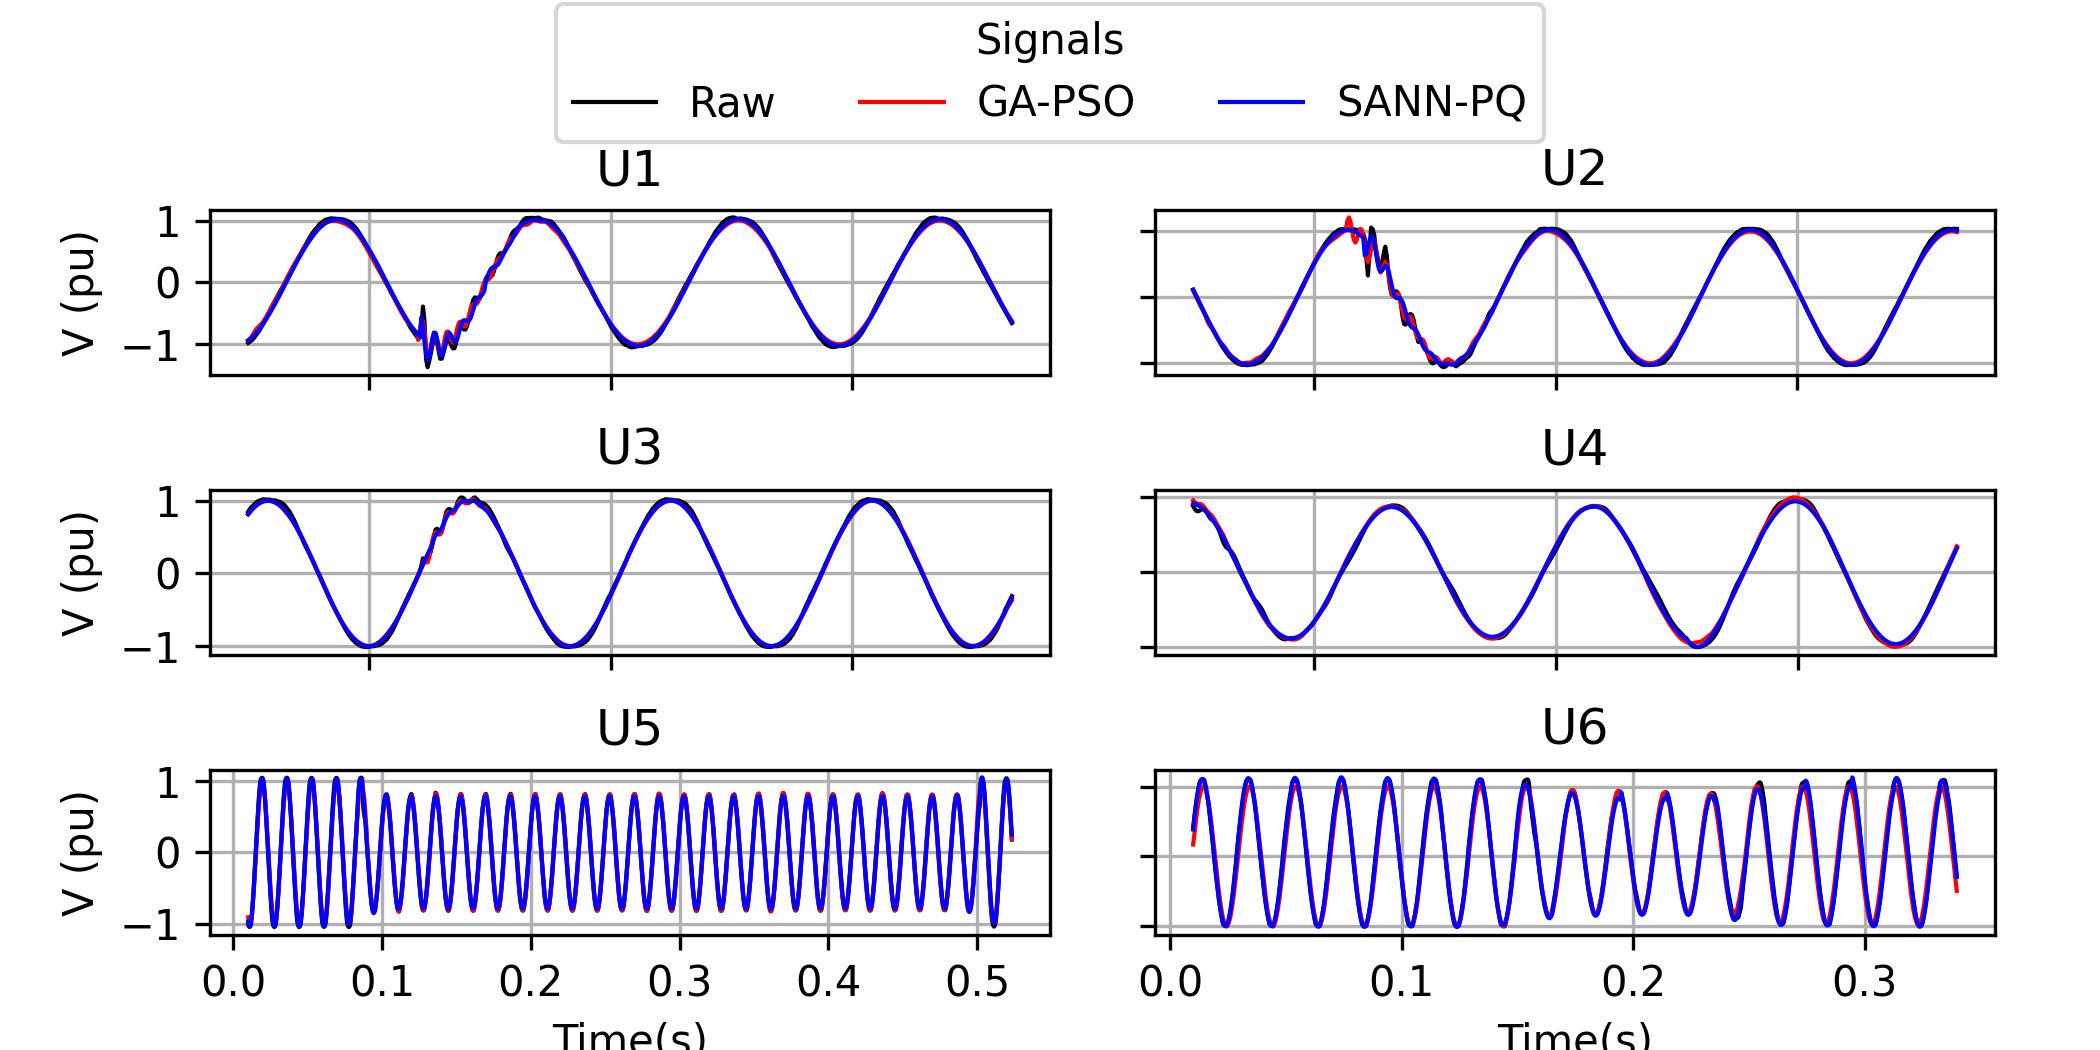 Signals
Raw GA-PSO SANN-PQ
U1 U2
V (pu) 1 0 −1
U3 U4
V (pu) 1 0 −1
U5 U6
V (pu) 1 0 −1
0.0 0.1 0.2 0.3 0.4 0.5 0.0 0.1 0.2 0.3
Time(s) Time(s)